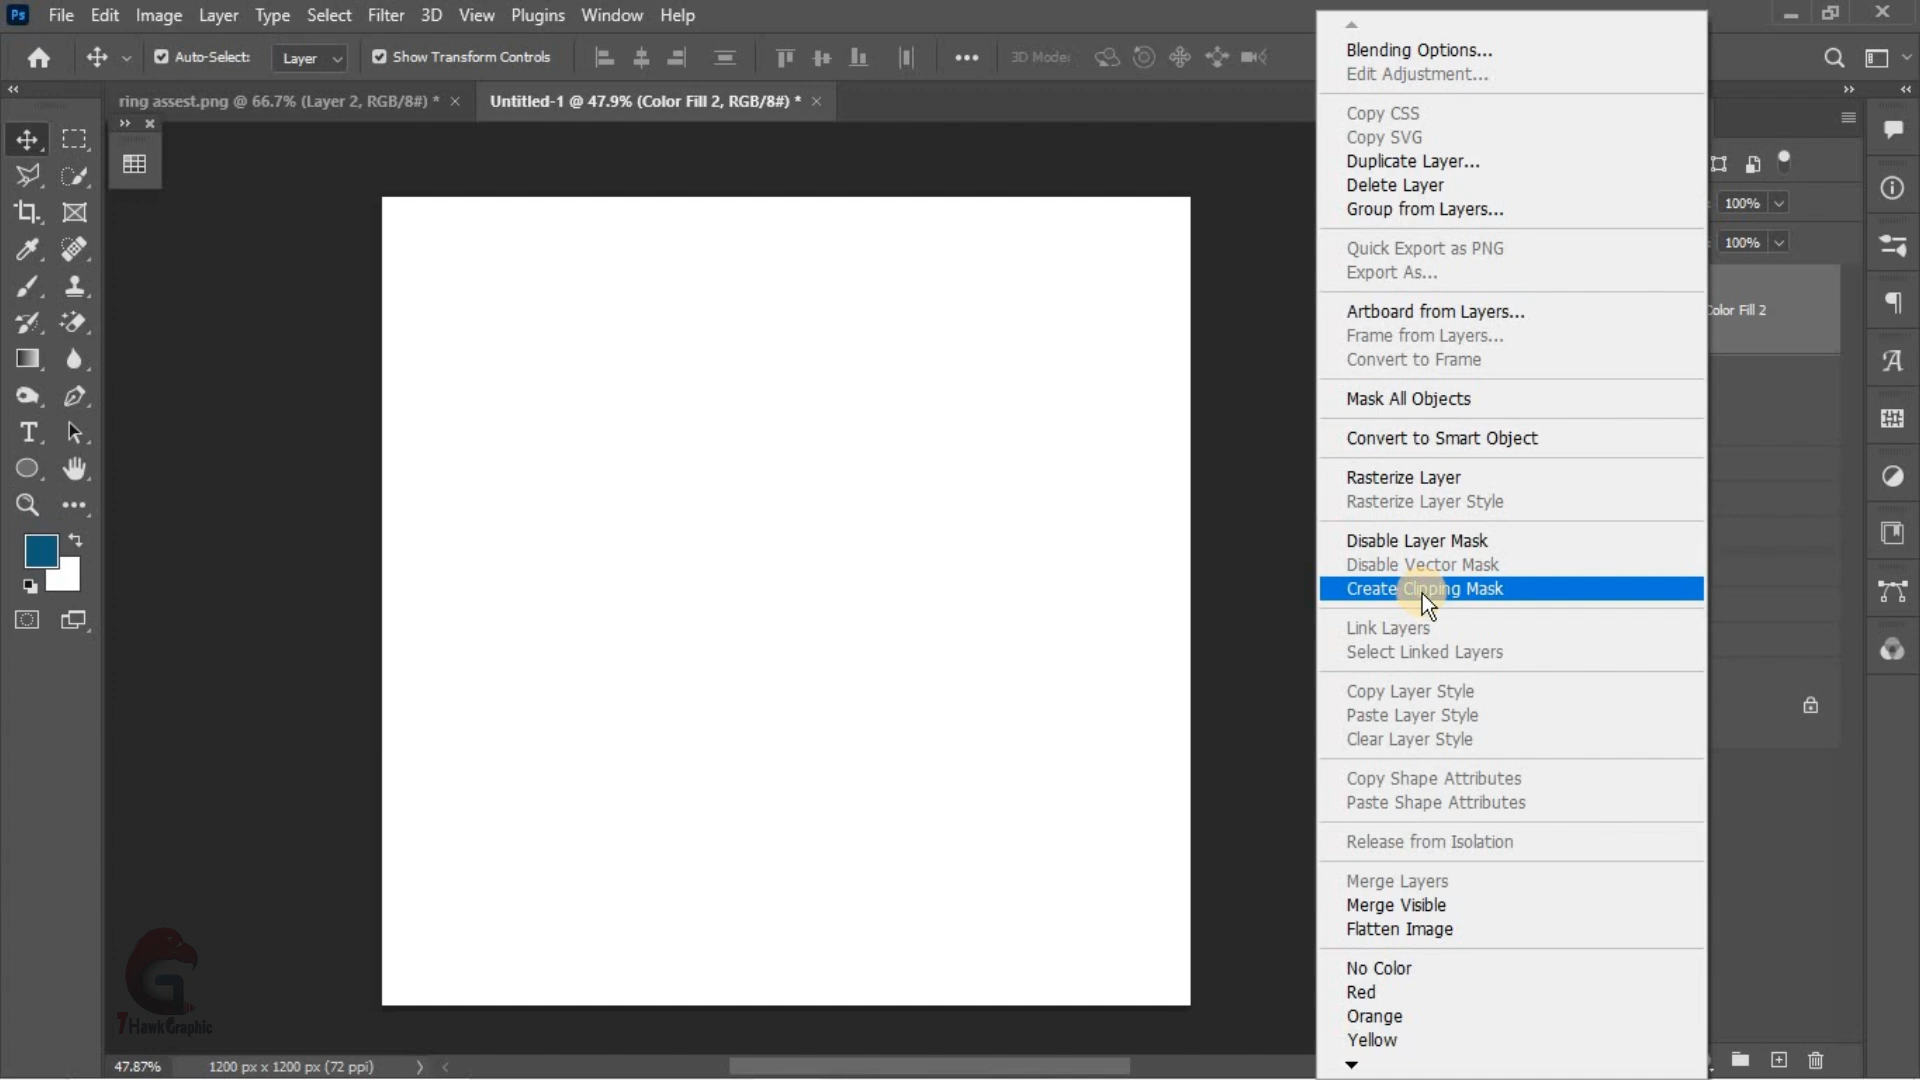 Ps File Edit Image Layer Type Select Filter 3D View Plugins Window Help
Auto-Select: Layer Show Transform Controls 3D Mode:
ring assest.png @ 66.7% (Layer 2, RGB/8#) * Untitled-1 @ 47.9% (Color Fill 2, RGB/8#) *
Blending Options...
Edit Adjustment...
Copy CSS
Copy SVG
Duplicate Layer...
Delete Layer
Group from Layers...
Quick Export as PNG
Export As...
Artboard from Layers...
Frame from Layers...
Convert to Frame
Mask All Objects
Convert to Smart Object
Rasterize Layer
Rasterize Layer Style
Disable Layer Mask
Disable Vector Mask
Create Clipping Mask
Link Layers
Select Linked Layers
Copy Layer Style
Paste Layer Style
Clear Layer Style
Copy Shape Attributes
Paste Shape Attributes
Release from Isolation
Merge Layers
Merge Visible
Flatten Image
No Color
Red
Orange
Yellow
100%
100%
Color Fill 2
7HawkGraphic
47.87% 1200 px x 1200 px (72 ppi)